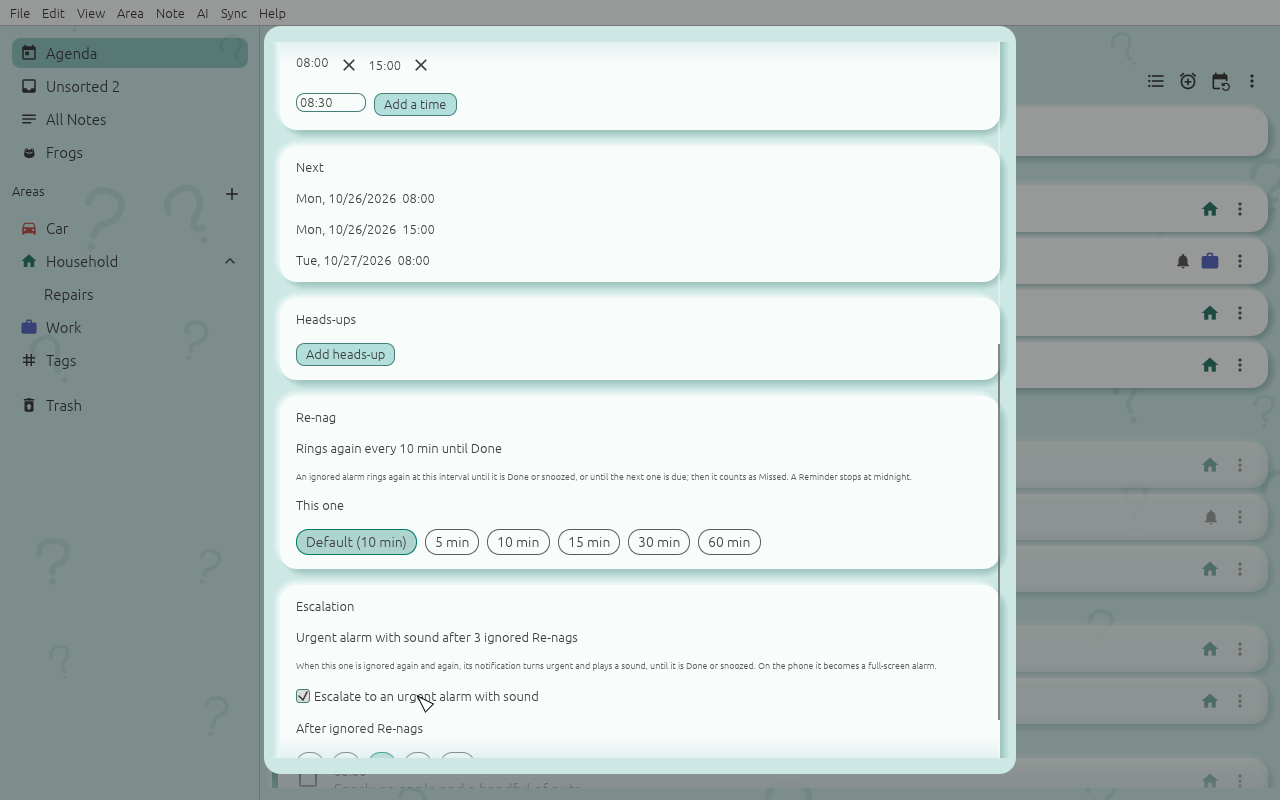 File Edit View Area Note AI Sync Help
Agenda
Unsorted 2
All Notes
Frogs
Areas
Car
Household
Repairs
Work
Tags
Trash
08:00 15:00
08:30 Add a time
Next
Mon, 10/26/2026 08:00
Mon, 10/26/2026 15:00
Tue, 10/27/2026 08:00
Heads-ups
Add heads-up
Re-nag
Rings again every 10 min until Done
An ignored alarm rings again at this interval until it is Done or snoozed, or until the next one is due; then it counts as Missed. A Reminder stops at midnight.
This one
Default (10 min) 5 min 10 min 15 min 30 min 60 min
Escalation
Urgent alarm with sound after 3 ignored Re-nags
When this one is ignored again and again, its notification turns urgent and plays a sound, until it is Done or snoozed. On the phone it becomes a full-screen alarm.
Escalate to an urgent alarm with sound
After ignored Re-nags